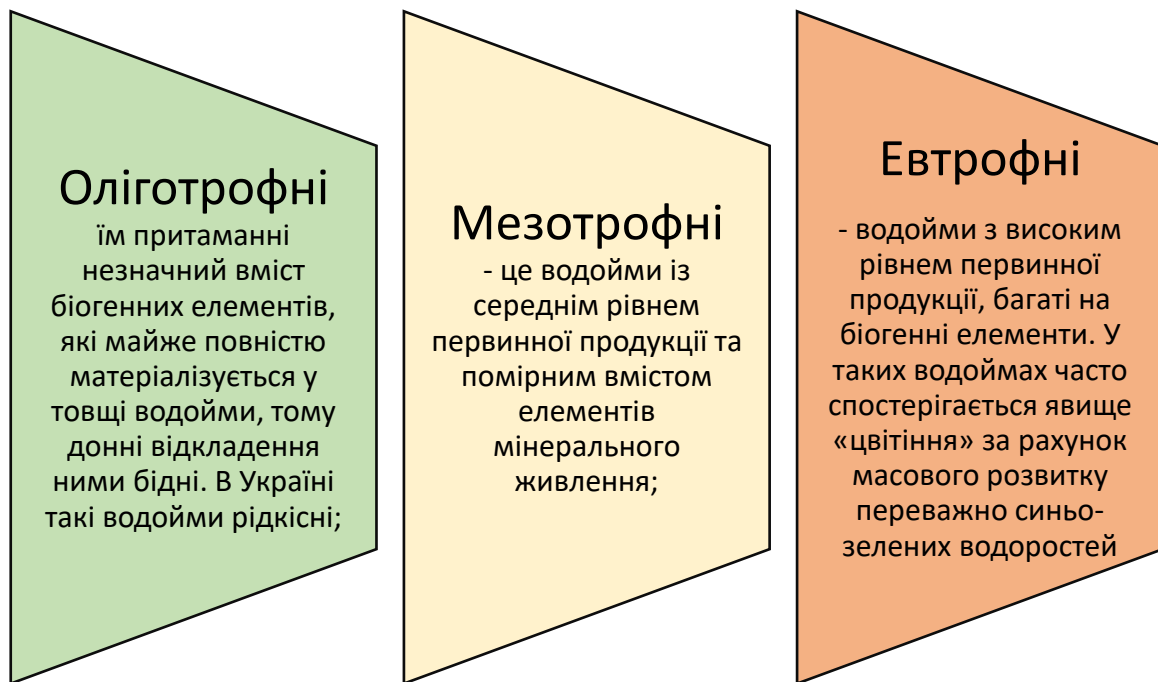 Оліготрофні
їм притаманні
незначний вміст
біогенних елементів,
які майже повністю
матеріалізується у
товщі водойми, тому
донні відкладення
ними бідні. В Україні
такі водойми рідкісні;
Мезотрофні
- це водойми із
середнім рівнем
первинної продукції та
помірним вмістом
елементів
мінерального
живлення;
Евтрофні
- водойми з високим
рівнем первинної
продукції, багаті на
біогенні елементи. У
таких водоймах часто
спостерігається явище
«цвітіння» за рахунок
масового розвитку
переважно синьо-
зелених водоростей